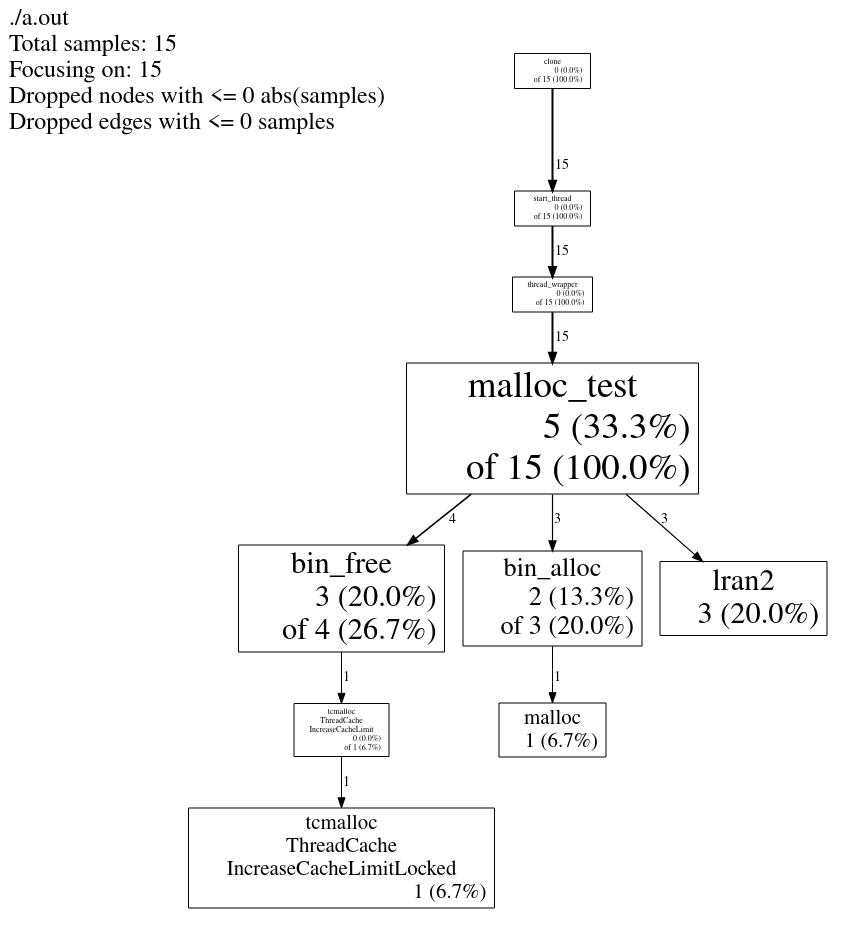 ./a.out
Total samples: 15
Focusing on: 15
Dropped nodes with <= 0 abs(samples)
Dropped edges with <= 0 samples
clone
0 (0.0%)
of 15 (100.0%)
15
start_thread
0 (0.0%)
of 15 (100.0%)
15
thread_wrapper
0 (0.0%)
of 15 (100.0%)
15
malloc_test
5 (33.3%)
of 15 (100.0%)
4
3
3
bin_free
3 (20.0%)
of 4 (26.7%)
bin_alloc
2 (13.3%)
of 3 (20.0%)
lran2
3 (20.0%)
1
1
tcmalloc
ThreadCache
IncreaseCacheLimit
0 (0.0%)
of 1 (6.7%)
malloc
1 (6.7%)
1
tcmalloc
ThreadCache
IncreaseCacheLimitLocked
1 (6.7%)